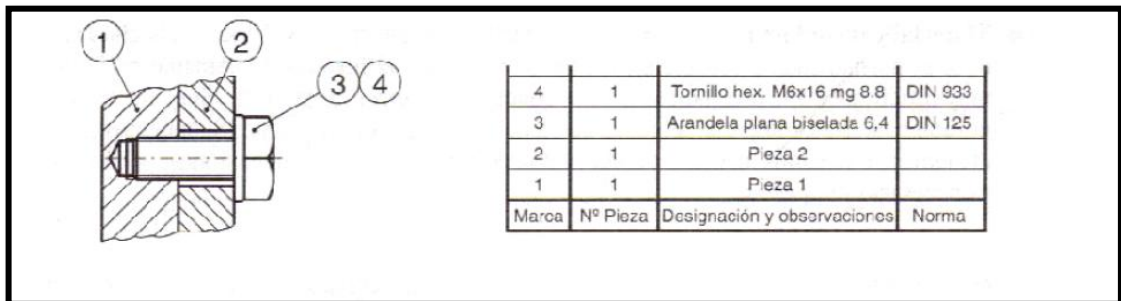 1 2
3 4
4 1 Tornillo hex. M6x16 mg 8.8 DIN 933
3 1 Arandela plana biselada 6,4 DIN 125
2 1 Pieza 2
1 1 Pieza 1
Marca Nº Pieza Designación y observaciones Norma